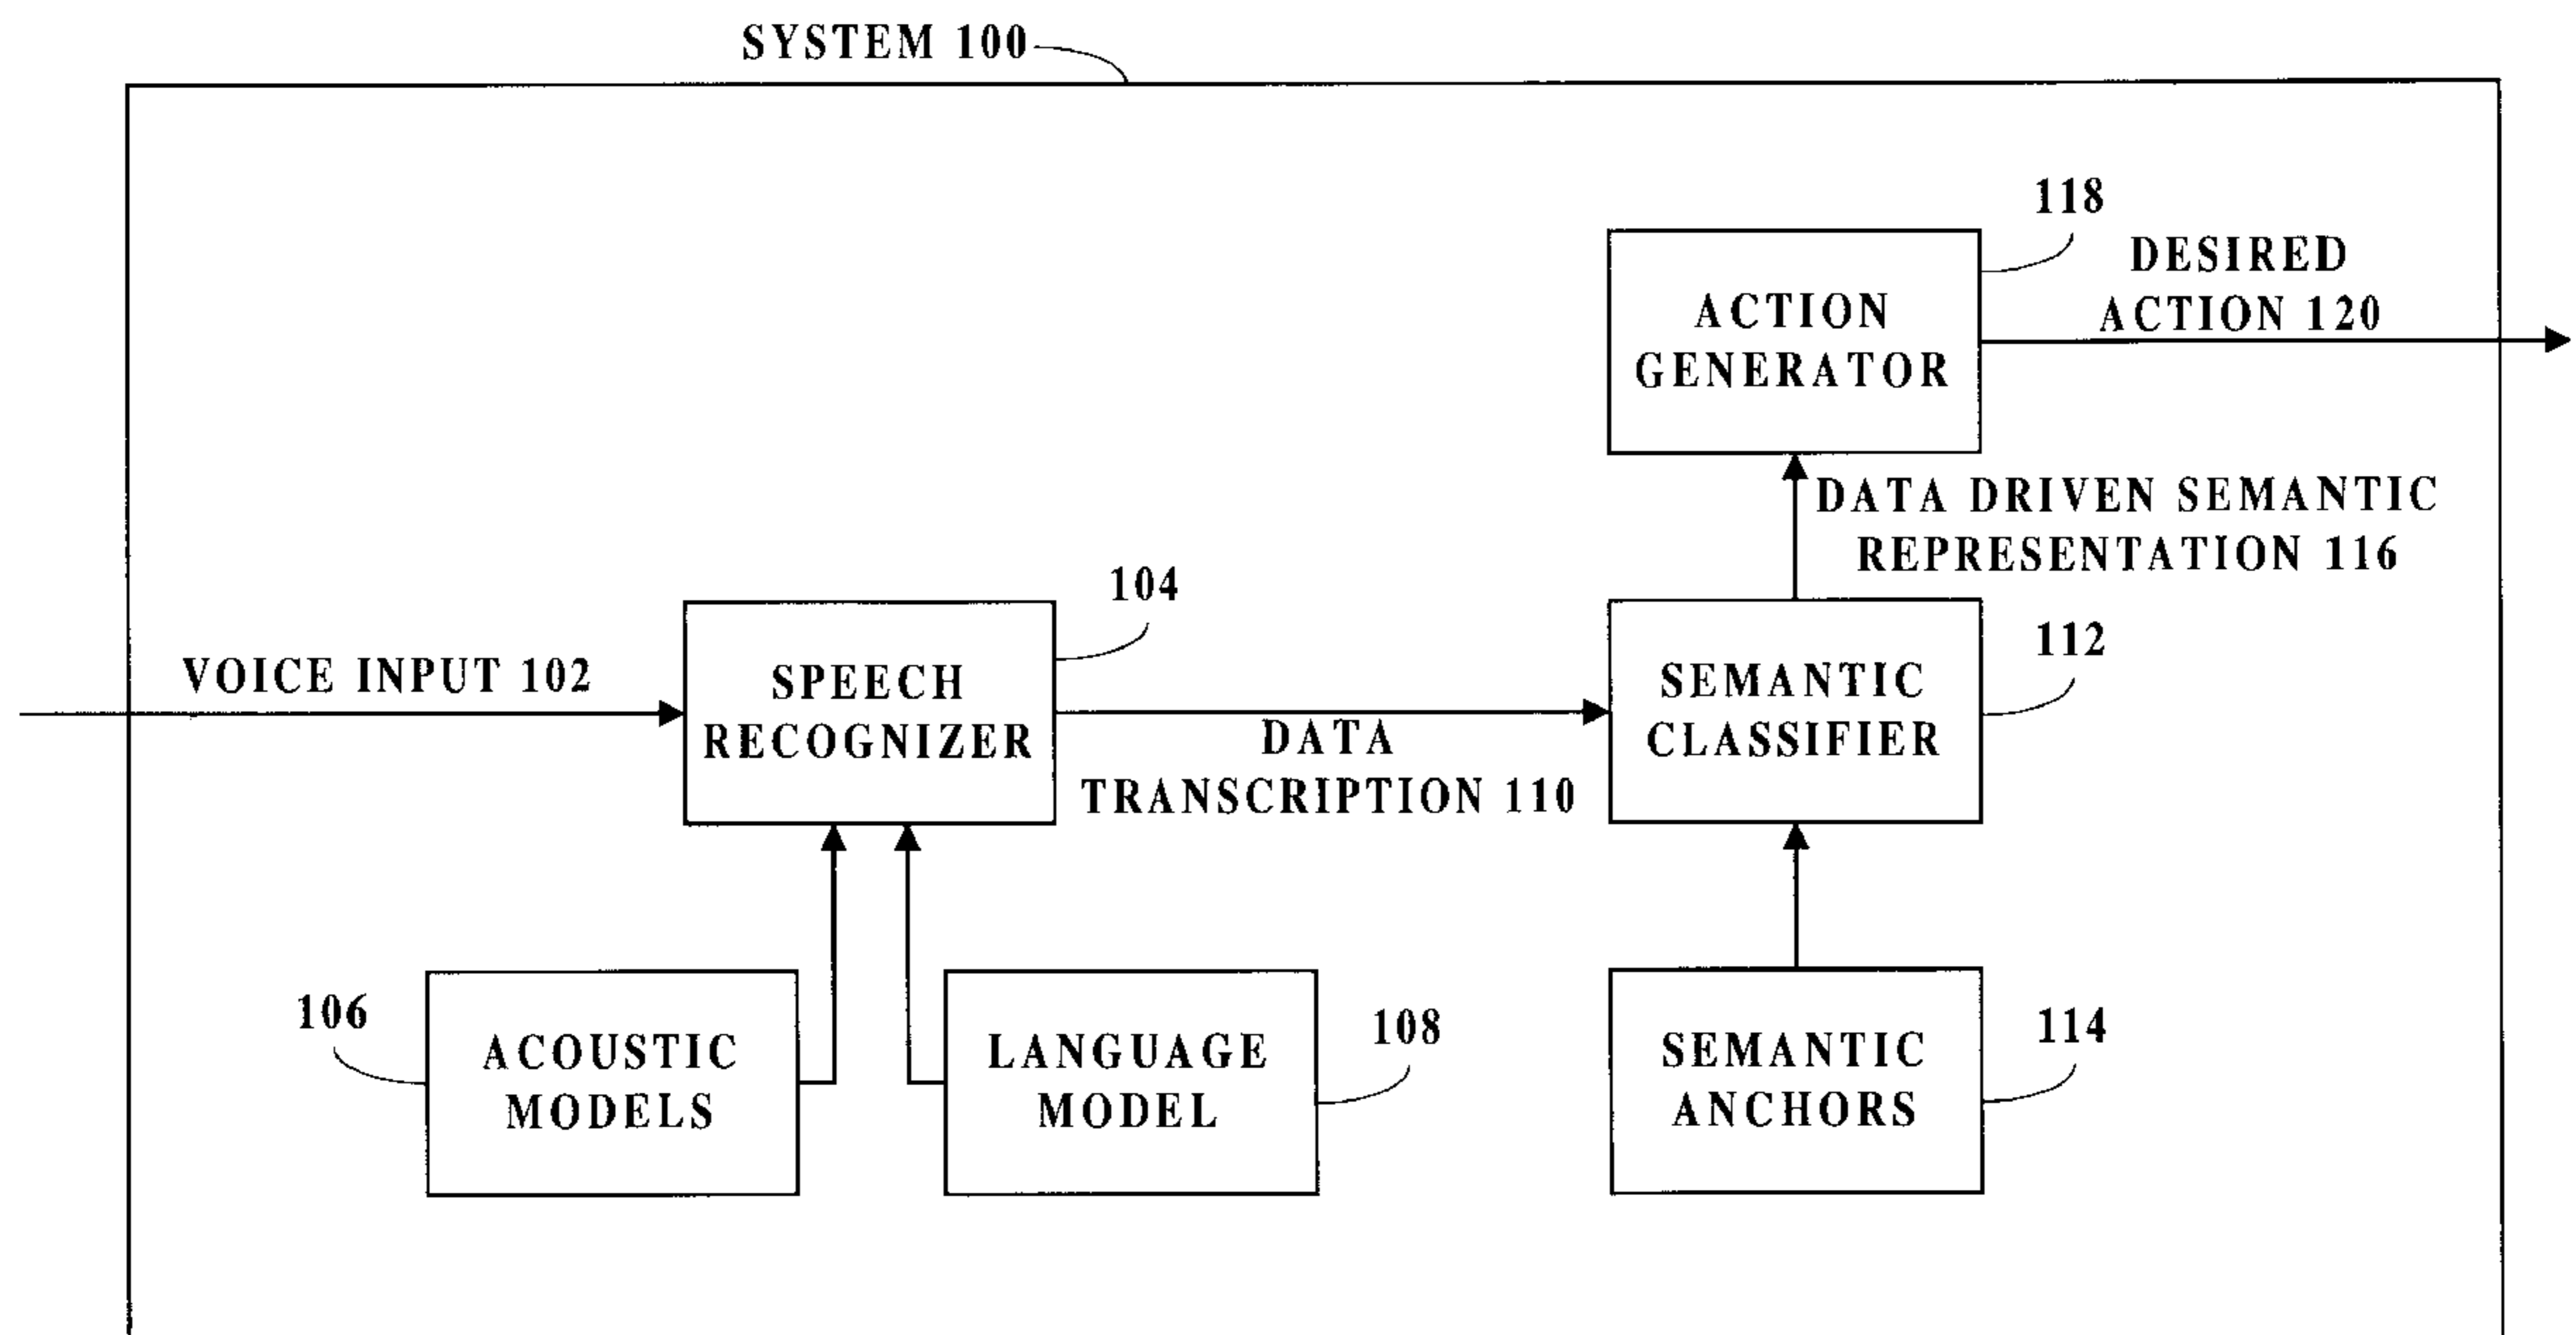 SYSTEM 100
118
DESIRED
ACTION 120
ACTION
GENERATOR
DATA DRIVEN SEMANTIC
REPRESENTATION 116
104
112
VOICE INPUT 102
SPEECH
RECOGNIZER
DATA
TRANSCRIPTION 110
SEMANTIC
CLASSIFIER
106
ACOUSTIC
MODELS
LANGUAGE
MODEL
108
SEMANTIC
ANCHORS
114